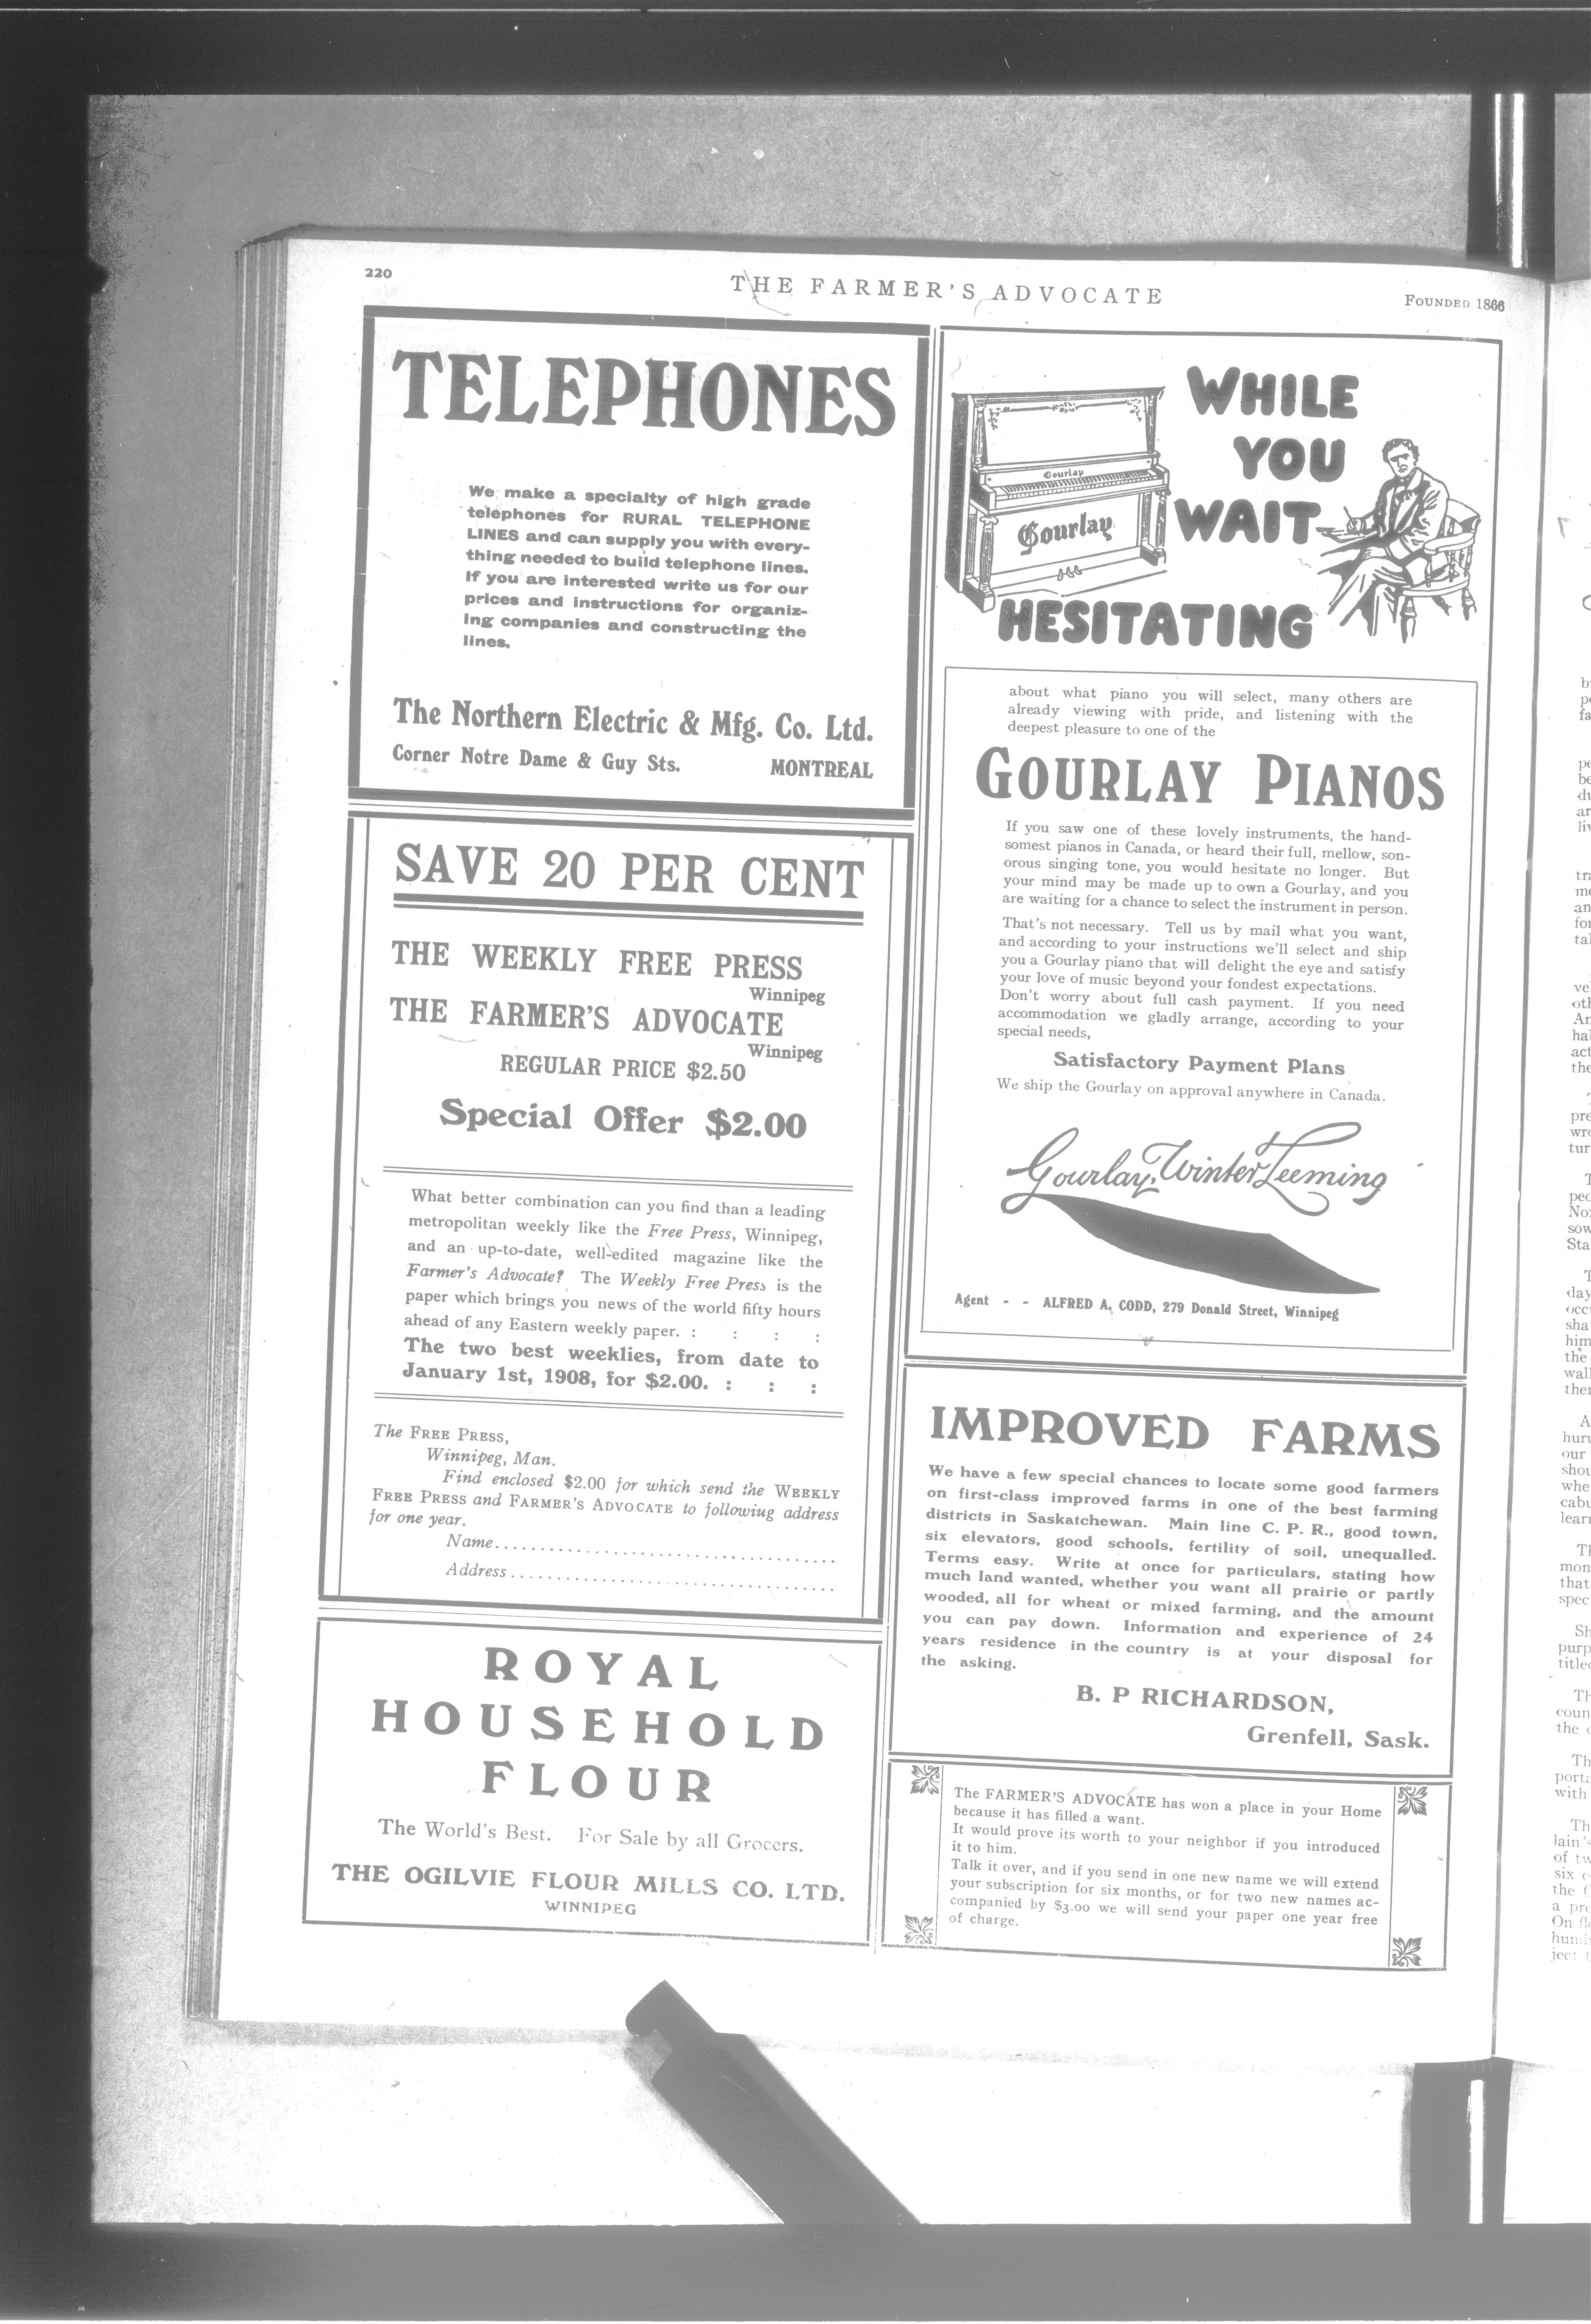 220
THE FARMER'S ADVOCATE
FOUNDED 1866
TELEPHONES
We make a specialty of high grade
telephones for RURAL TELEPHONE
LINES and can supply you with every-
thing needed to build telephone lines.
If you are interested write us for our
prices and instructions for organiz-
ing companies and constructing the
lines.
The Northern Electric & Mfg. Co. Ltd.
Corner Notre Dame & Guy Sts. MONTREAL
SAVE 20 PER CENT
THE WEEKLY FREE PRESS
Winnipeg
THE FARMER'S ADVOCATE
Winnipeg
REGULAR PRICE $2.50
Special Offer $2.00
What better combination can you find than a leading
metropolitan weekly like the Free Press, Winnipeg,
and an up-to-date, well-edited magazine like the
Farmer's Advocate? The Weekly Free Press is the
paper which brings you news of the world fifty hours
ahead of any Eastern weekly paper. : : : :
The two best weeklies, from date to
January 1st, 1908, for $2.00. : : :
The FREE PRESS,
Winnipeg, Man.
Find enclosed $2.00 for which send the WEEKLY
FREE PRESS and FARMER'S ADVOCATE to followiug address
for one year.
Name......................................
Address....................................
ROYAL
HOUSEHOLD
FLOUR
The World's Best. For Sale by all Grocers.
THE OGILVIE FLOUR MILLS CO. LTD.
WINNIPEG
WHILE
YOU
WAIT
HESITATING
Gourlay
Gourlay
about what piano you will select, many others are
already viewing with pride, and listening with the
deepest pleasure to one of the
GOURLAY PIANOS
If you saw one of these lovely instruments, the hand-
somest pianos in Canada, or heard their full, mellow, son-
orous singing tone, you would hesitate no longer. But
your mind may be made up to own a Gourlay, and you
are waiting for a chance to select the instrument in person.
That's not necessary. Tell us by mail what you want,
and according to your instructions we'll select and ship
you a Gourlay piano that will delight the eye and satisfy
your love of music beyond your fondest expectations.
Don't worry about full cash payment. If you need
accommodation we gladly arrange, according to your
special needs,
Satisfactory Payment Plans
We ship the Gourlay on approval anywhere in Canada.
Gourlay, Winter & Leeming
Agent - - ALFRED A. CODD, 279 Donald Street, Winnipeg
IMPROVED FARMS
We have a few special chances to locate some good farmers
on first-class improved farms in one of the best farming
districts in Saskatchewan. Main line C. P. R., good town,
six elevators, good schools, fertility of soil, unequalled.
Terms easy. Write at once for particulars, stating how
much land wanted, whether you want all prairie or partly
wooded, all for wheat or mixed farming, and the amount
you can pay down. Information and experience of 24
years residence in the country is at your disposal for
the asking.
B. P RICHARDSON,
Grenfell, Sask.
The FARMER'S ADVOCATE has won a place in your Home
because it has filled a want.
It would prove its worth to your neighbor if you introduced
it to him.
Talk it over, and if you send in one new name we will extend
your subscription for six months, or for two new names ac-
companied by $3.00 we will send your paper one year free
of charge.